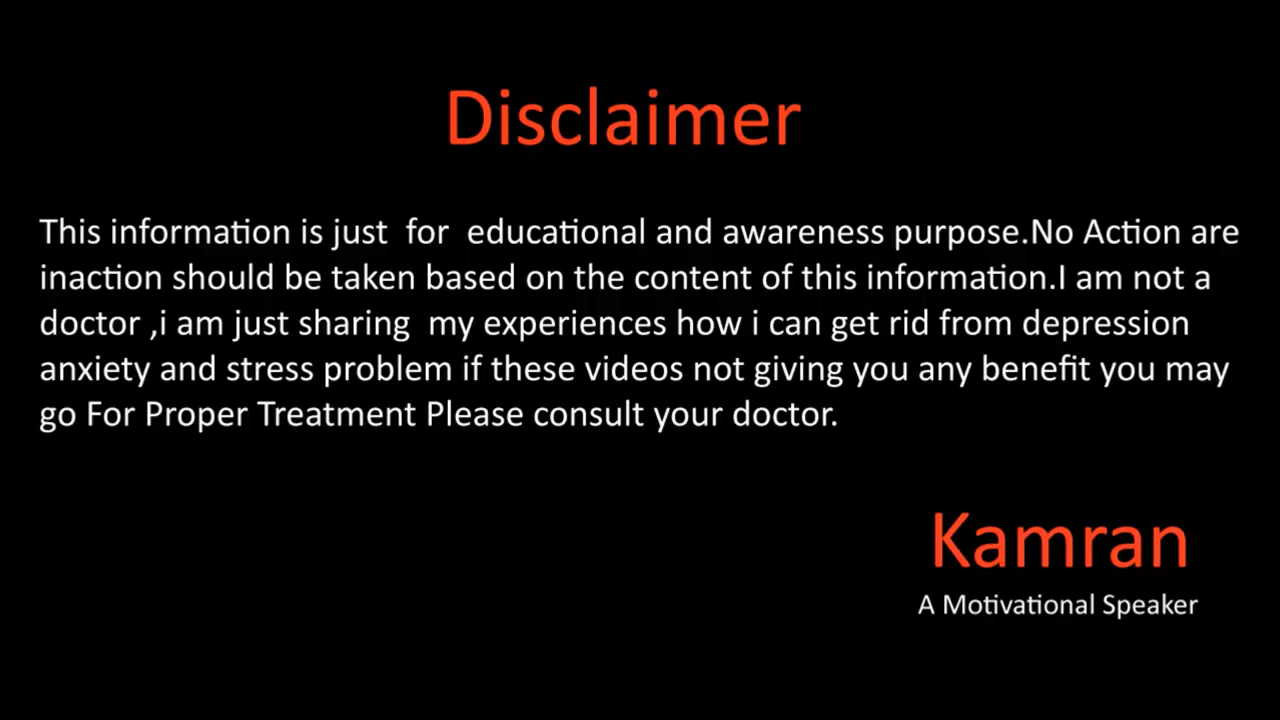 Disclaimer
This information is just  for  educational and awareness purpose.No Action are
inaction should be taken based on the content of this information.I am not a
doctor ,i am just sharing  my experiences how i can get rid from depression
anxiety and stress problem if these videos not giving you any benefit you may
go For Proper Treatment Please consult your doctor.
Kamran
A Motivational Speaker